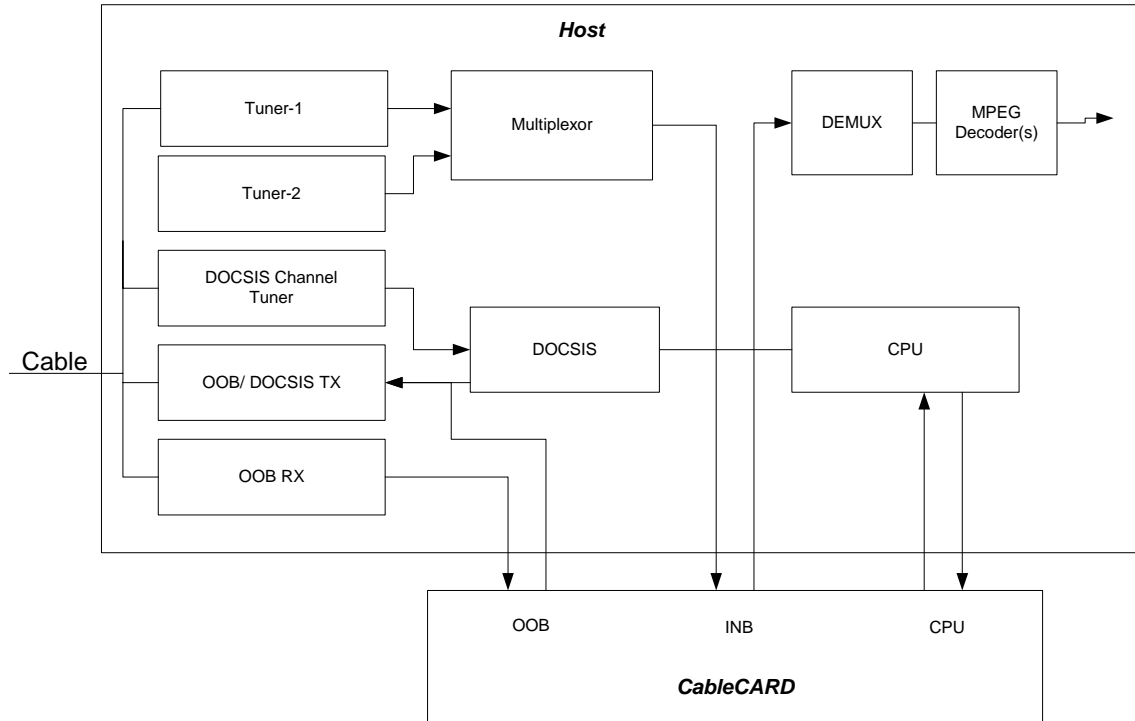 Host
Tuner-1
Multiplexor
DEMUX
MPEG
Decoder(s)
Tuner-2
DOCSIS Channel
Tuner
Cable
OOB/ DOCSIS TX
DOCSIS
CPU
OOB RX
OOB
INB
CPU
CableCARD